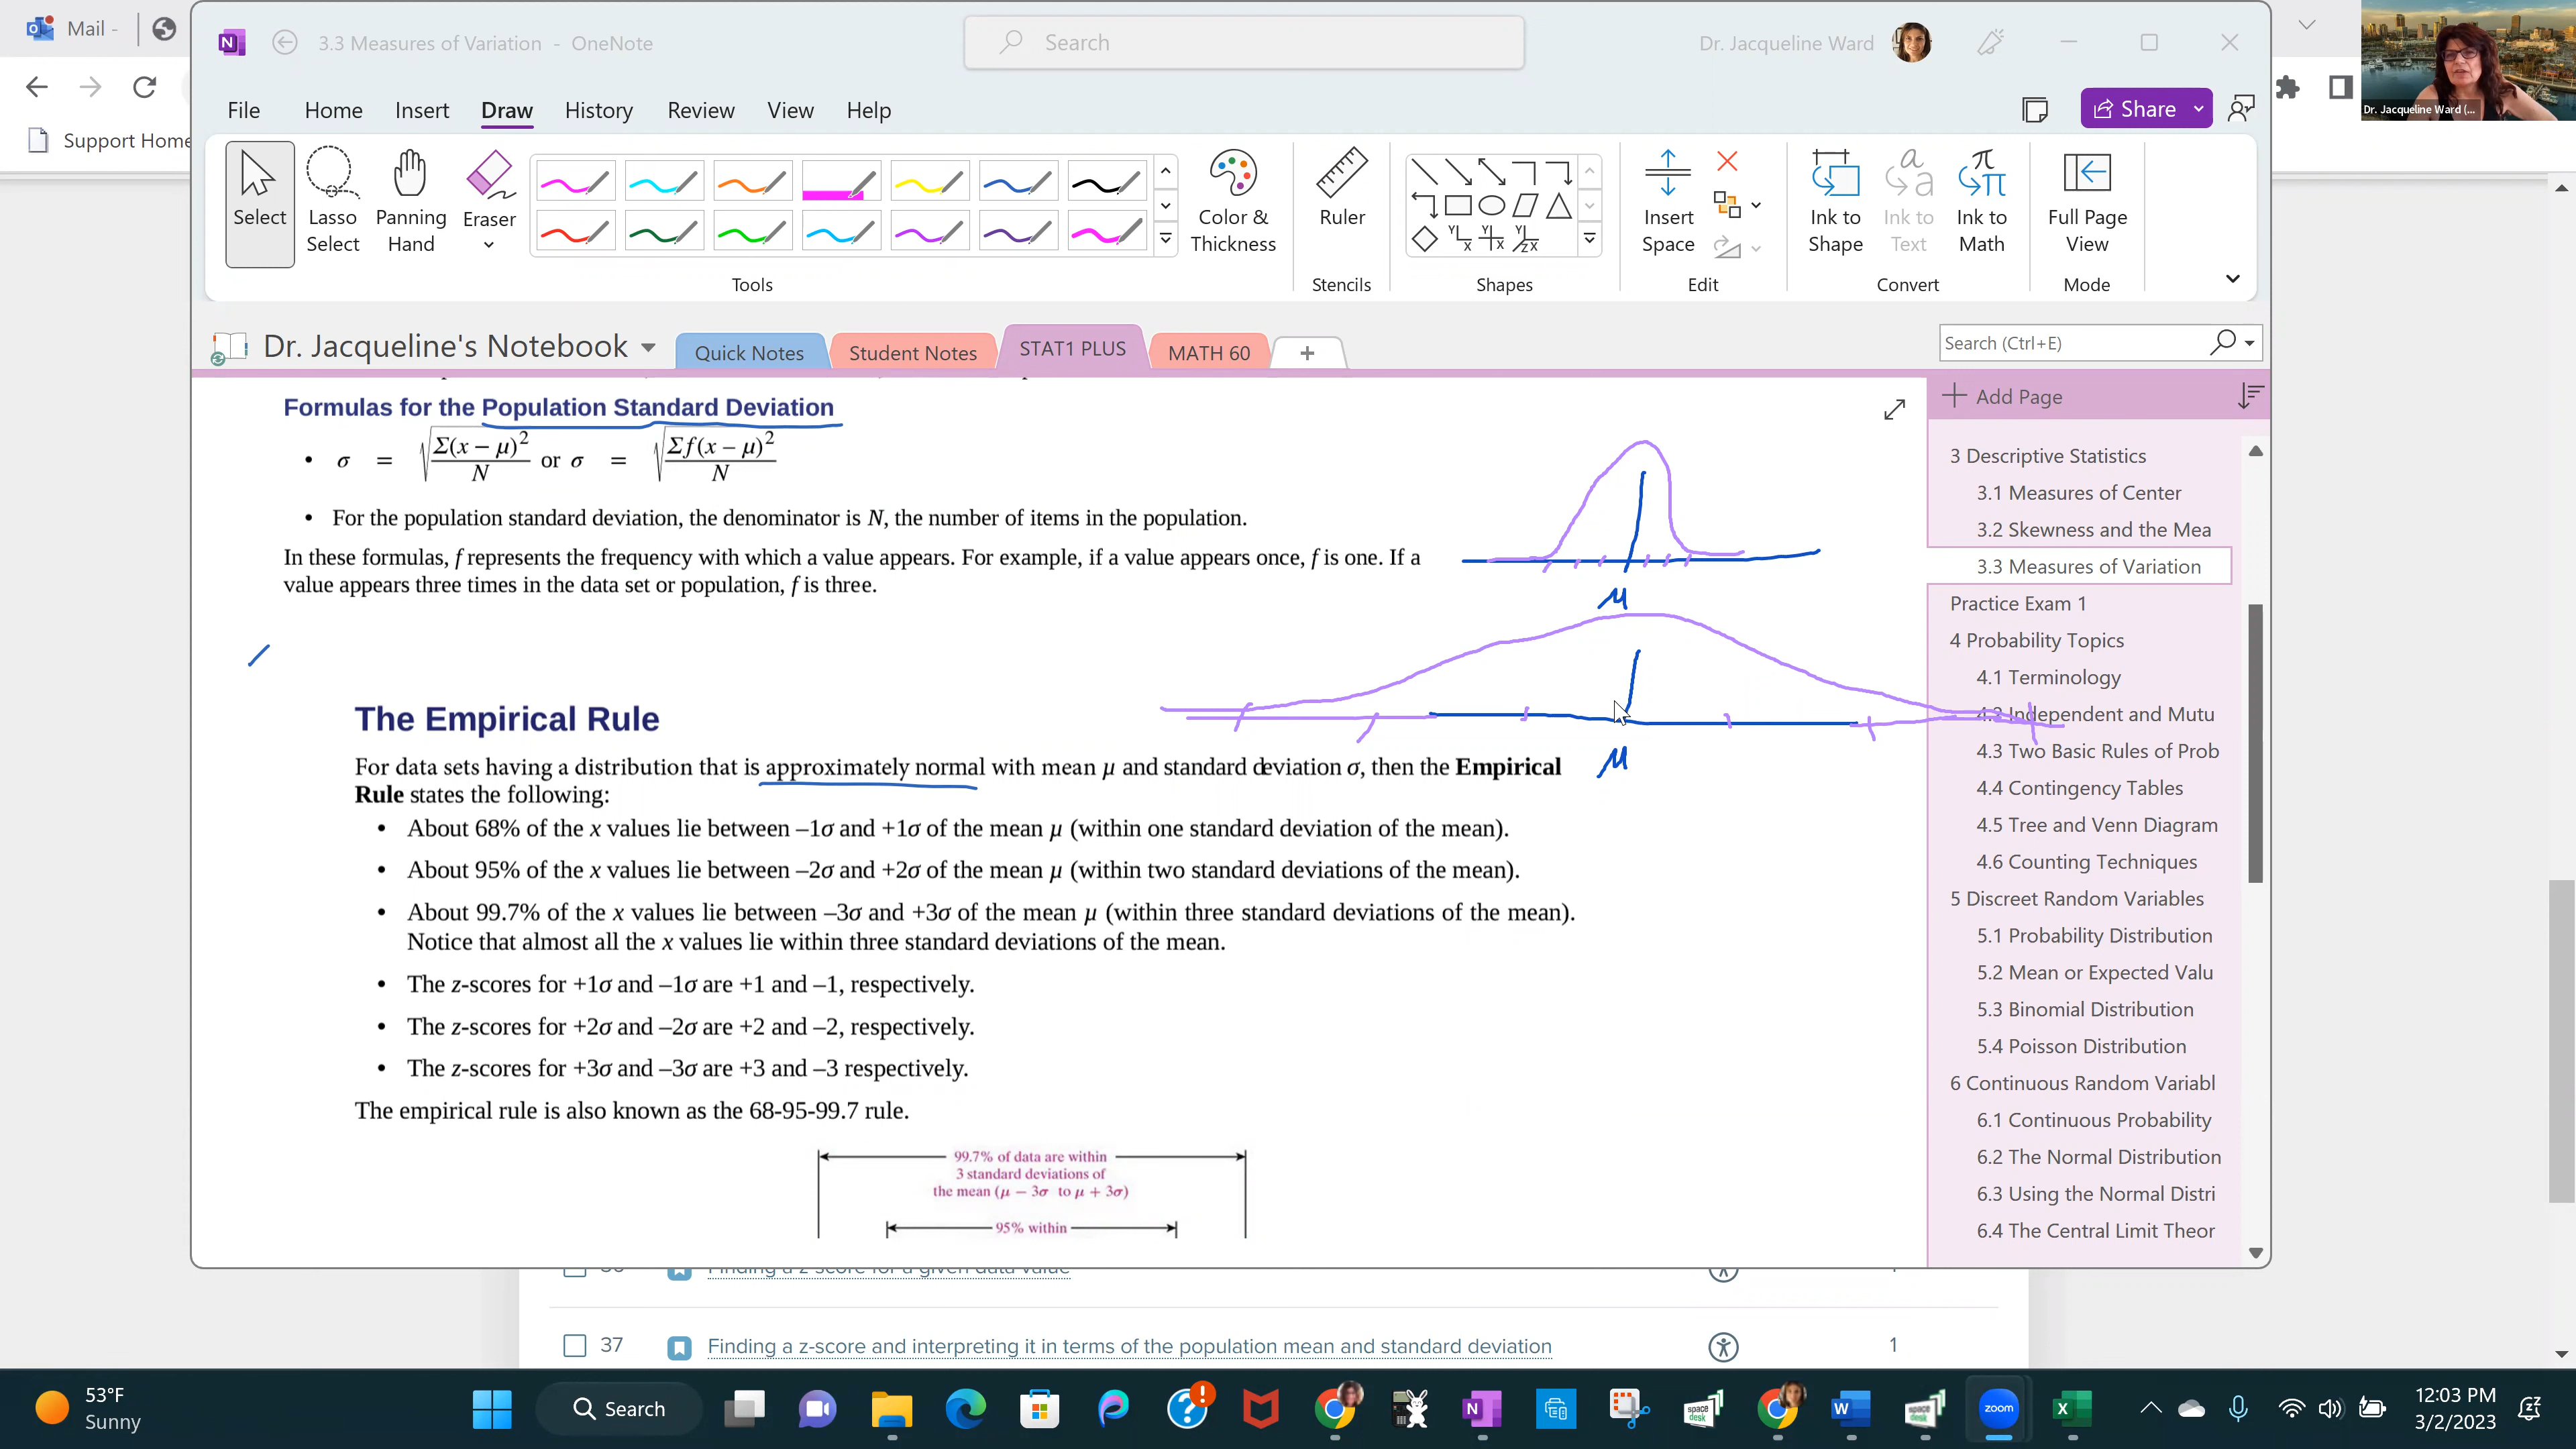 Mail -
3.3 Measures of Variation - OneNote
Search
Dr. Jacqueline Ward
Dr. Jacqueline Ward (...
File Home Insert Draw History Review View Help
Share
Support Home
Select
Lasso Select
Panning Hand
Eraser
Color & Thickness
Ruler
Insert Space
Ink to Shape
Ink to Text
Ink to Math
Full Page View
Tools Stencils Shapes Edit Convert Mode
Dr. Jacqueline's Notebook
Quick Notes
Student Notes
STAT1 PLUS
MATH 60
+
Search (Ctrl+E)
Formulas for the Population Standard Deviation
• σ = √(Σ(x − μ)²/N) or σ = √(Σf(x − μ)²/N)
• For the population standard deviation, the denominator is N, the number of items in the population.
In these formulas, f represents the frequency with which a value appears. For example, if a value appears once, f is one. If a
value appears three times in the data set or population, f is three.
μ
μ
The Empirical Rule
For data sets having a distribution that is approximately normal with mean μ and standard deviation σ, then the Empirical
Rule states the following:
• About 68% of the x values lie between –1σ and +1σ of the mean μ (within one standard deviation of the mean).
• About 95% of the x values lie between –2σ and +2σ of the mean μ (within two standard deviations of the mean).
• About 99.7% of the x values lie between –3σ and +3σ of the mean μ (within three standard deviations of the mean).
Notice that almost all the x values lie within three standard deviations of the mean.
• The z-scores for +1σ and –1σ are +1 and –1, respectively.
• The z-scores for +2σ and –2σ are +2 and –2, respectively.
• The z-scores for +3σ and –3σ are +3 and –3 respectively.
The empirical rule is also known as the 68-95-99.7 rule.
99.7% of data are within
3 standard deviations of
the mean (μ − 3σ to μ + 3σ)
95% within
Add Page
3 Descriptive Statistics
3.1 Measures of Center
3.2 Skewness and the Mea
3.3 Measures of Variation
Practice Exam 1
4 Probability Topics
4.1 Terminology
4.2 Independent and Mutu
4.3 Two Basic Rules of Prob
4.4 Contingency Tables
4.5 Tree and Venn Diagram
4.6 Counting Techniques
5 Discreet Random Variables
5.1 Probability Distribution
5.2 Mean or Expected Valu
5.3 Binomial Distribution
5.4 Poisson Distribution
6 Continuous Random Variabl
6.1 Continuous Probability
6.2 The Normal Distribution
6.3 Using the Normal Distri
6.4 The Central Limit Theor
Finding a z-score for a given data value
37 Finding a z-score and interpreting it in terms of the population mean and standard deviation 1
53°F
Sunny
Search
space desk
space desk
zoom
12:03 PM
3/2/2023